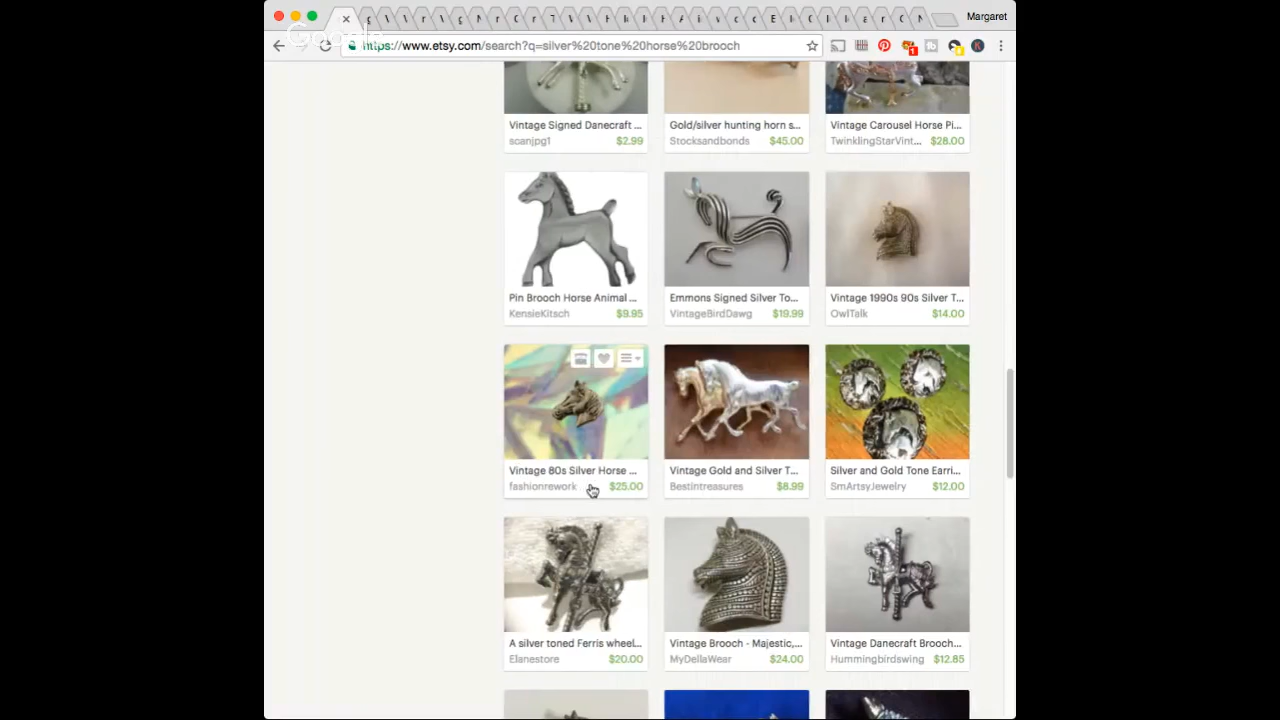 Margaret
Google
https://www.etsy.com/search?q=silver%20tone%20horse%20brooch
1
Vintage Signed Danecraft ...
scanjpg1 $2.99
Gold/silver hunting horn s...
Stocksandbonds $45.00
Vintage Carousel Horse Pi...
TwinklingStarVint... $28.00
Pin Brooch Horse Animal ...
KensieKitsch $9.95
Emmons Signed Silver To...
VintageBirdDawg $19.99
Vintage 1990s 90s Silver T...
OwlTalk $14.00
Vintage 80s Silver Horse ...
fashionrework $25.00
Vintage Gold and Silver T...
BestIntreasures $8.99
Silver and Gold Tone Earri...
SmArtsyJewelry $12.00
A silver toned Ferris wheel...
Elanestore $20.00
Vintage Brooch - Majestic,...
MyDellaWear $24.00
Vintage Danecraft Brooch...
Hummingbirdswing $12.85